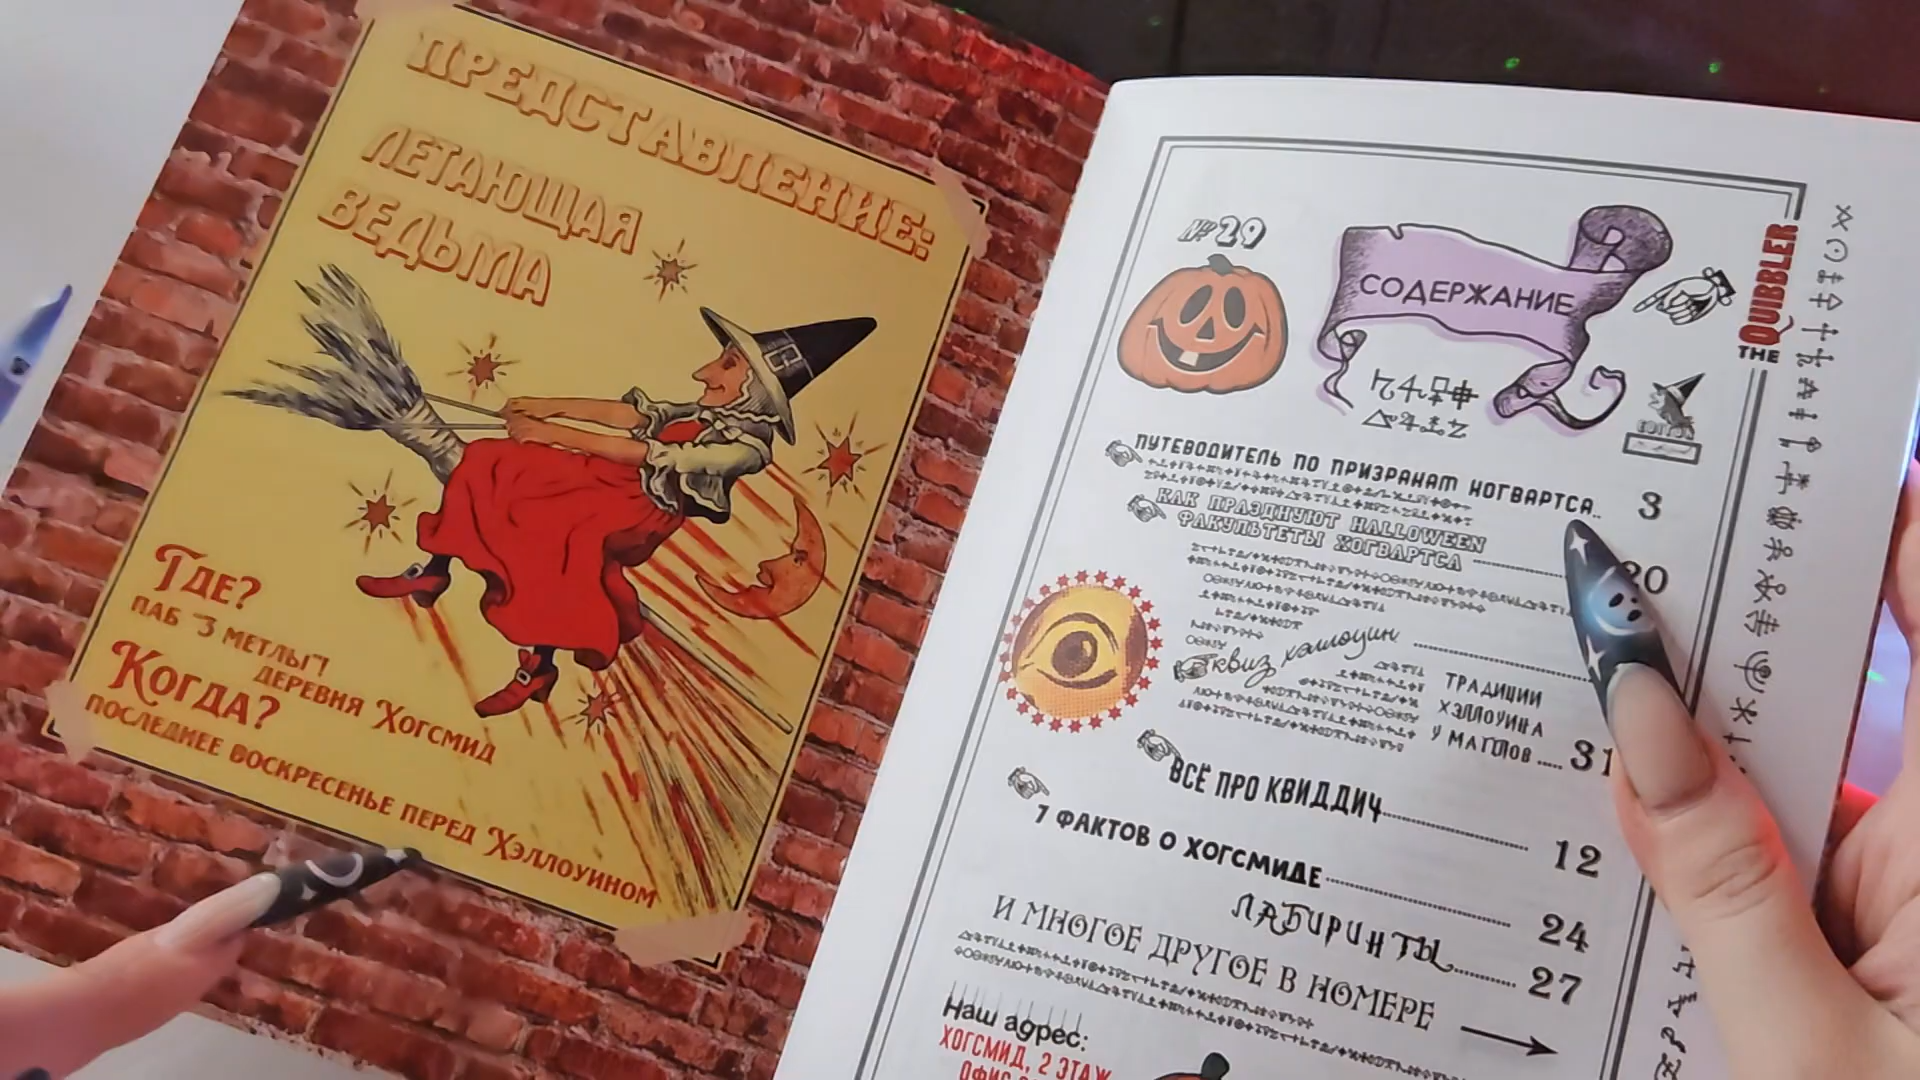 ПРЕДСТАВЛЕНИЕ:
ЛЕТАЮЩАЯ
ВЕДЬМА
Где?
ПАБ "3 МЕТЛЫ"
ДЕРЕВНЯ Хогсмид
Когда?
ПОСЛЕДНЕЕ ВОСКРЕСЕНЬЕ ПЕРЕД Хэллоуином
№29
СОДЕРЖАНИЕ
THE QUIBBLER
EDITOR
ПУТЕВОДИТЕЛЬ ПО ПРИЗРАКАМ ХОГВАРТСА.. 3
КАК ПРАЗДНУЮТ HALLOWEEN
ФАКУЛЬТЕТЫ ХОГВАРТСА 20
квиз хэллоуин
ТРАДИЦИИ
ХЭЛЛОУИНА
У МАГГЛОВ ..... 31
ВСЁ ПРО КВИДДИЧ 12
7 ФАКТОВ О ХОГСМИДЕ 24
ЛАБИРИНТЫ 27
И МНОГОЕ ДРУГОЕ В НОМЕРЕ
Наш адрес:
ХОГСМИД, 2 ЭТАЖ